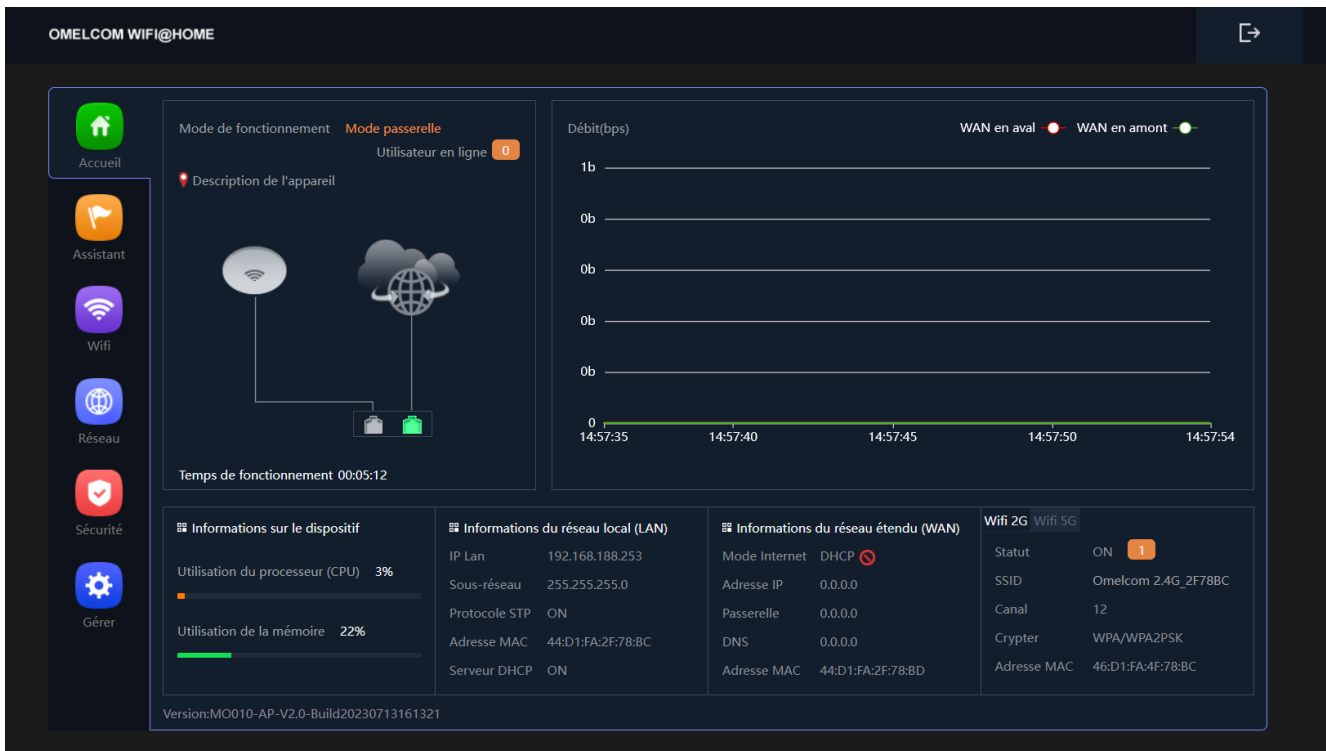 OMELCOM WIFI@HOME
Accueil
Assistant
Wifi
Réseau
Sécurité
Gérer
Mode de fonctionnement Mode passerelle
Utilisateur en ligne 0
Description de l'appareil
Temps de fonctionnement 00:05:12
Débit(bps)
WAN en aval WAN en amont
1b
0b
0b
0b
0b
0
14:57:35 14:57:40 14:57:45 14:57:50 14:57:54
Informations sur le dispositif
Utilisation du processeur (CPU) 3%
Utilisation de la mémoire 22%
Informations du réseau local (LAN)
IP Lan 192.168.188.253
Sous-réseau 255.255.255.0
Protocole STP ON
Adresse MAC 44:D1:FA:2F:78:BC
Serveur DHCP ON
Informations du réseau étendu (WAN)
Mode Internet DHCP
Adresse IP 0.0.0.0
Passerelle 0.0.0.0
DNS 0.0.0.0
Adresse MAC 44:D1:FA:2F:78:BD
Wifi 2G Wifi 5G
Statut ON 1
SSID Omelcom 2.4G_2F78BC
Canal 12
Crypter WPA/WPA2PSK
Adresse MAC 46:D1:FA:4F:78:BC
Version:MO010-AP-V2.0-Build20230713161321